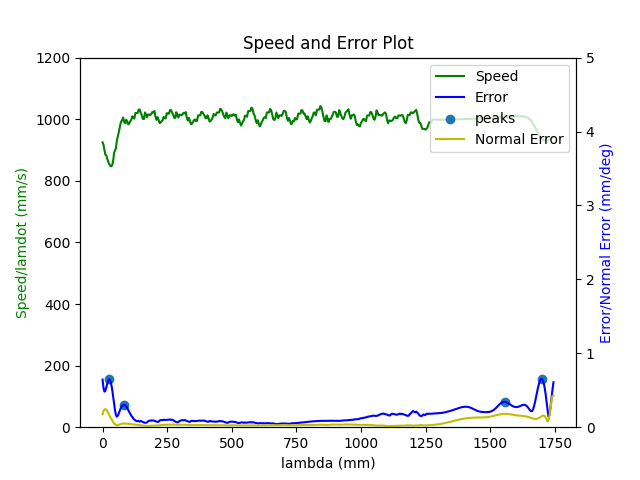 Speed and Error Plot
Speed/lamdot (mm/s)
1200
1000
800
600
400
200
0
Speed
Error
peaks
Normal Error
5
4
3
2
1
0
Error/Normal Error (mm/deg)
0
250
500
750
1000
1250
1500
1750
lambda (mm)